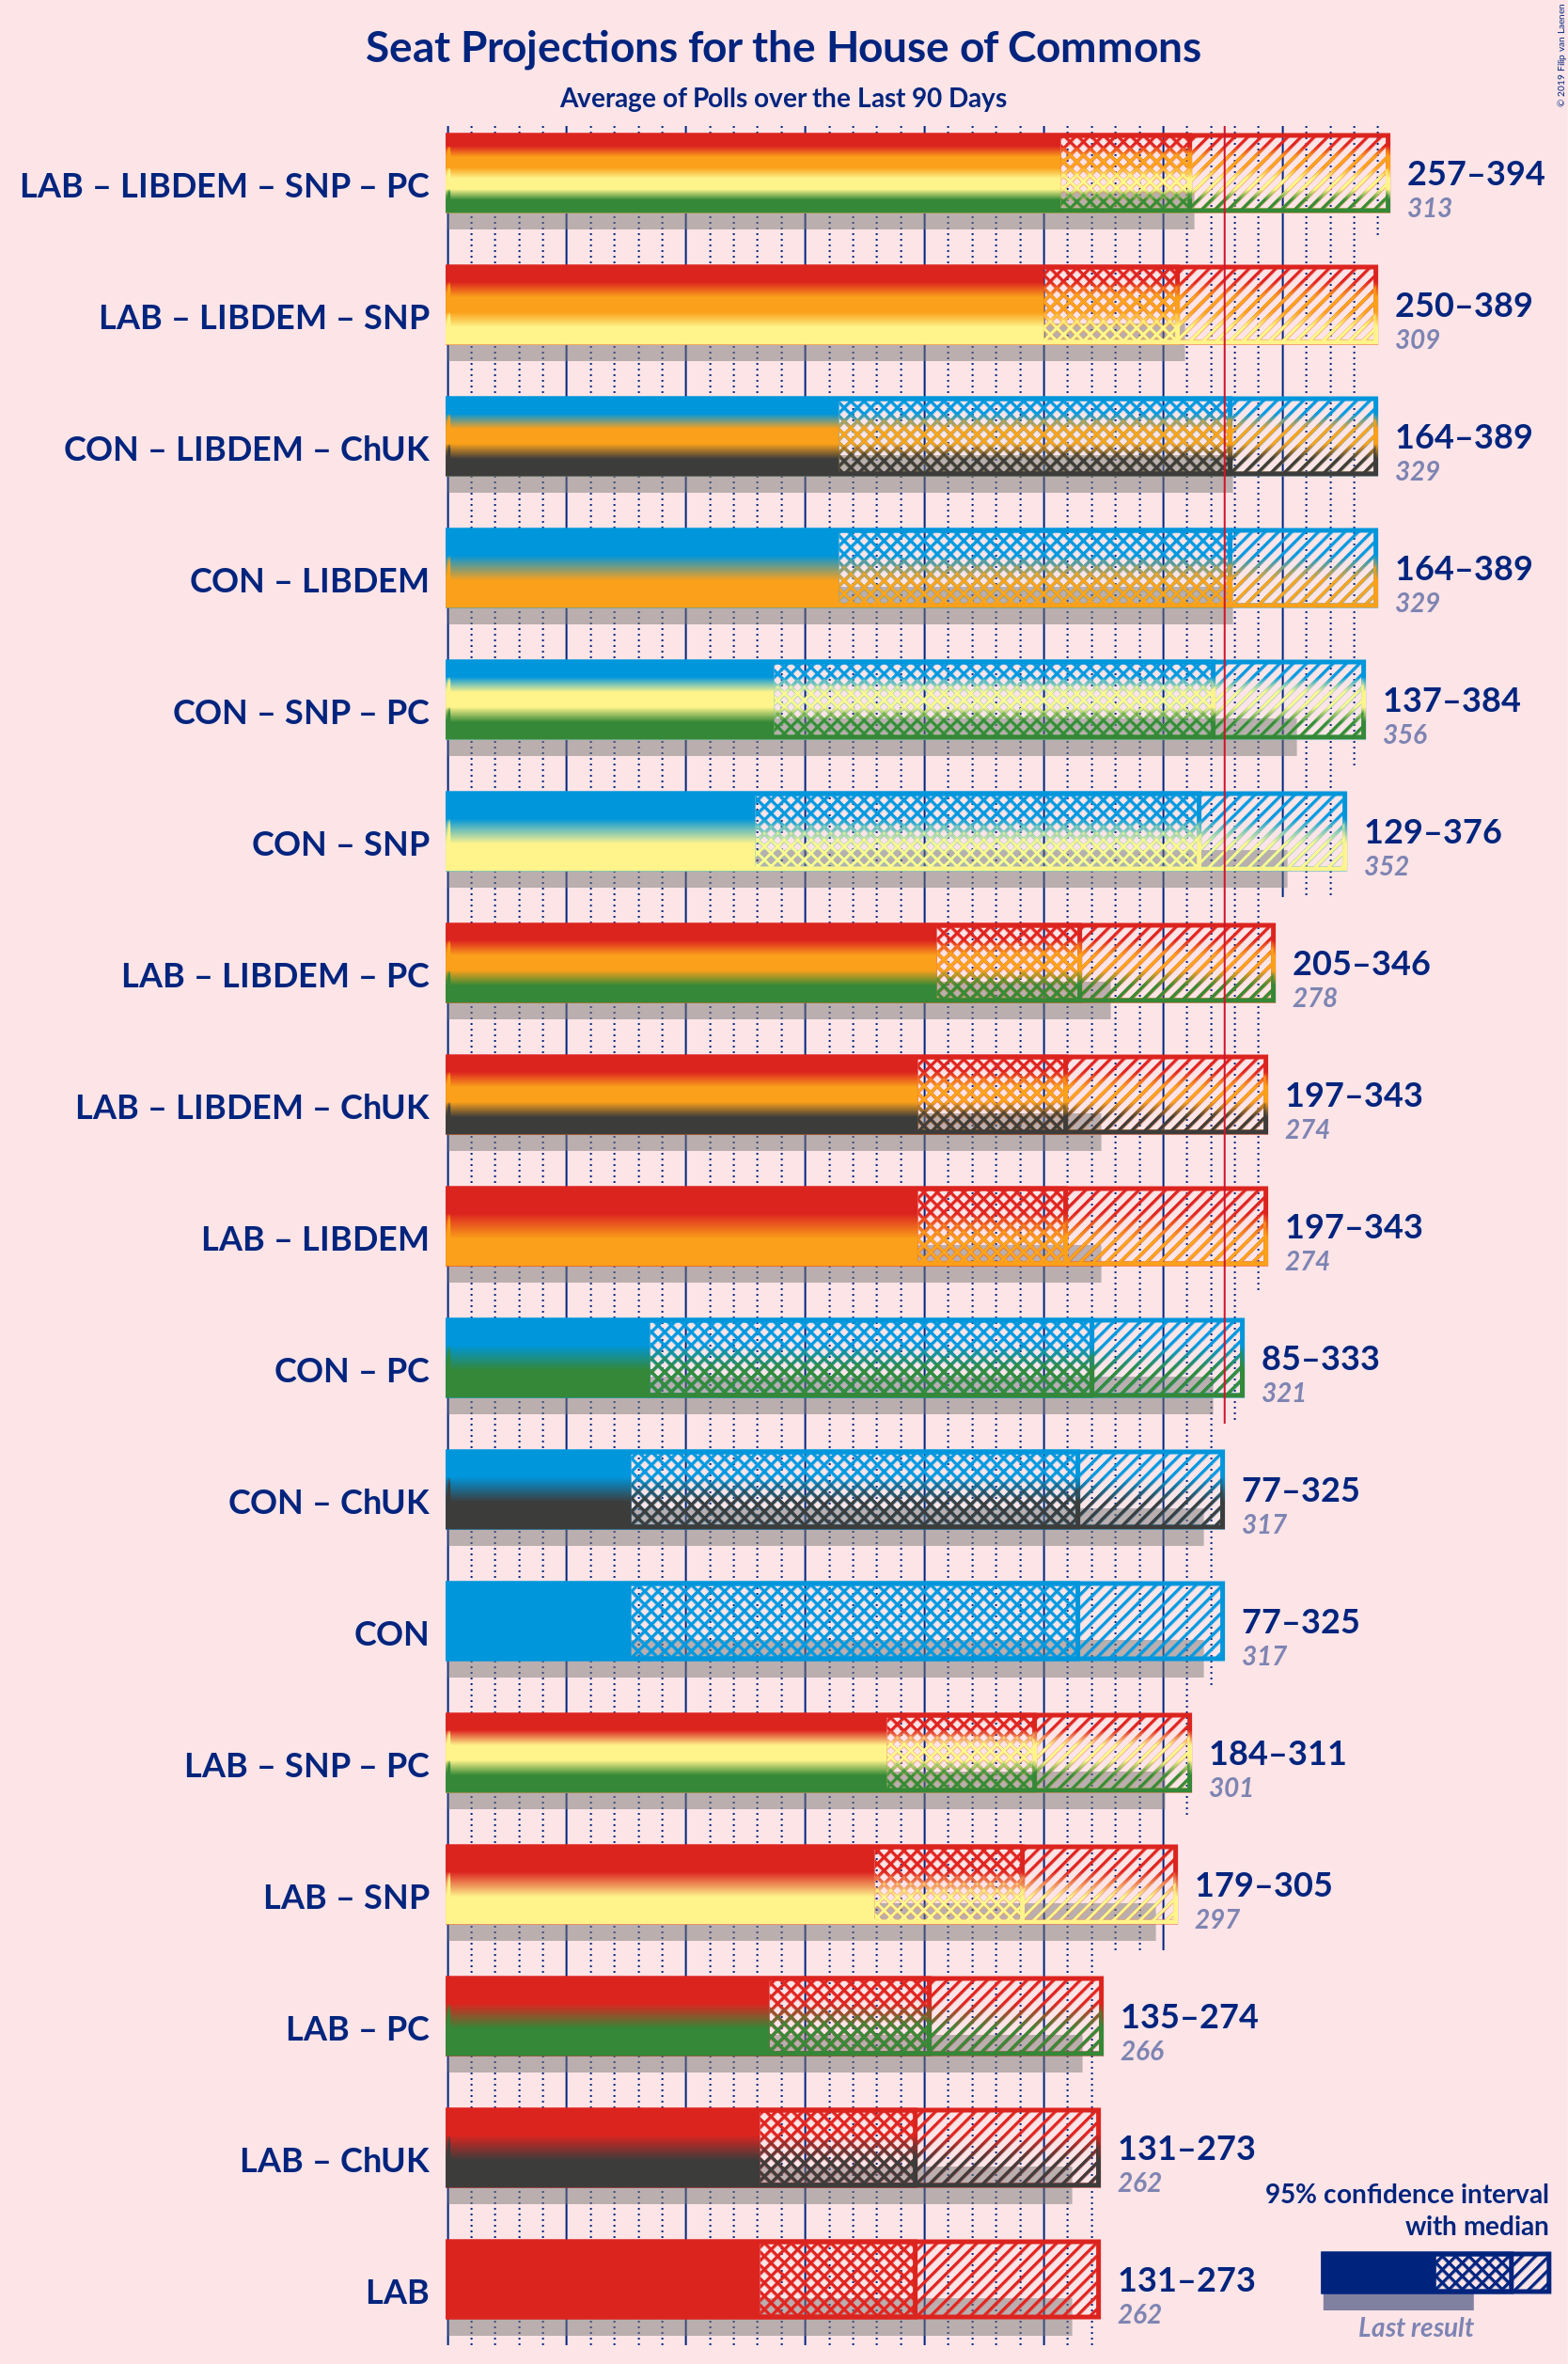 Seat Projections for the House of Commons
Average of Polls over the Last 90 Days
© 2019 Filip van Laenen
LAB – LIBDEM – SNP – PC
257–394
313
LAB – LIBDEM – SNP
250–389
309
CON – LIBDEM – ChUK
164–389
329
CON – LIBDEM
164–389
329
CON – SNP – PC
137–384
356
CON – SNP
129–376
352
LAB – LIBDEM – PC
205–346
278
LAB – LIBDEM – ChUK
197–343
274
LAB – LIBDEM
197–343
274
CON – PC
85–333
321
CON – ChUK
77–325
317
CON
77–325
317
LAB – SNP – PC
184–311
301
LAB – SNP
179–305
297
LAB – PC
135–274
266
LAB – ChUK
131–273
262
LAB
131–273
262
95% confidence interval
with median
Last result